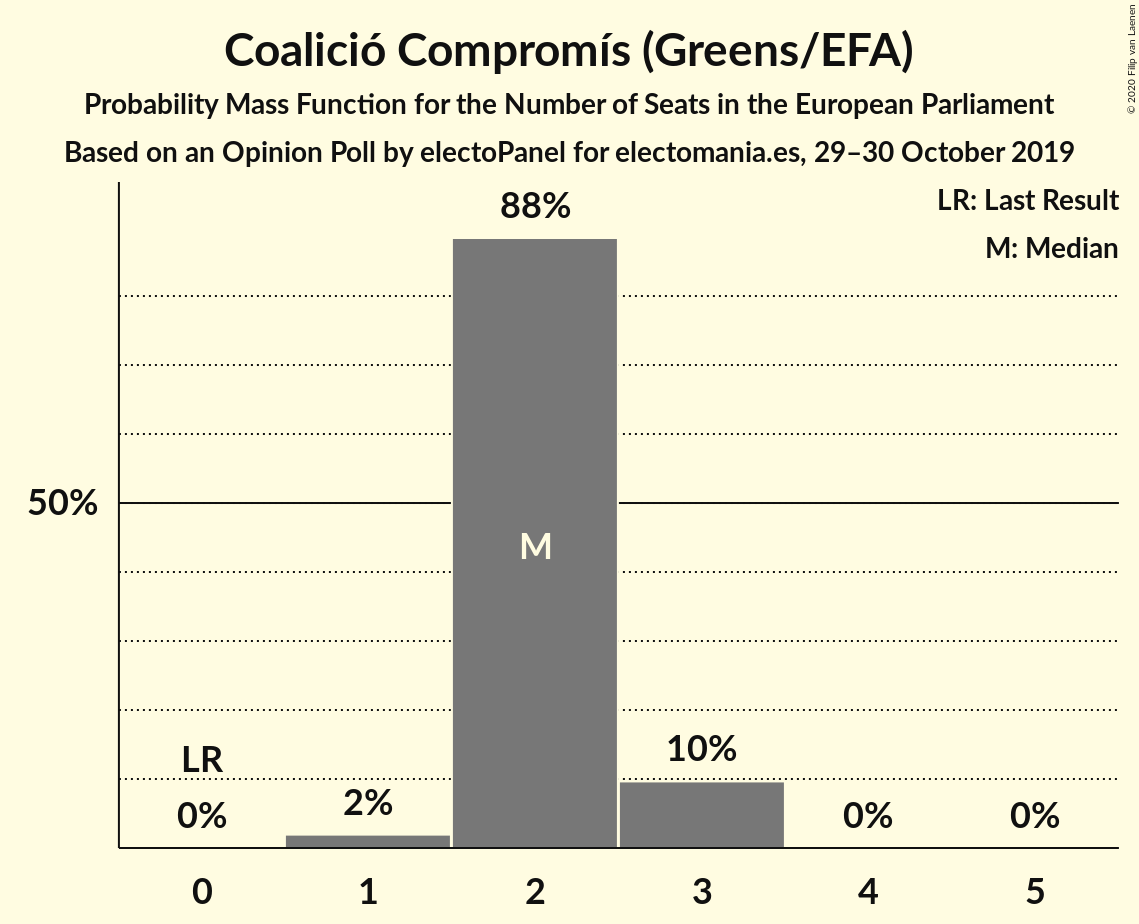 Coalició Compromís (Greens/EFA)
Probability Mass Function for the Number of Seats in the European Parliament
Based on an Opinion Poll by electoPanel for electomania.es, 29–30 October 2019
© 2020 Filip van Laenen
LR: Last Result
M: Median
88%
50%
M
LR
0%
2%
10%
0%
0%
0 1 2 3 4 5